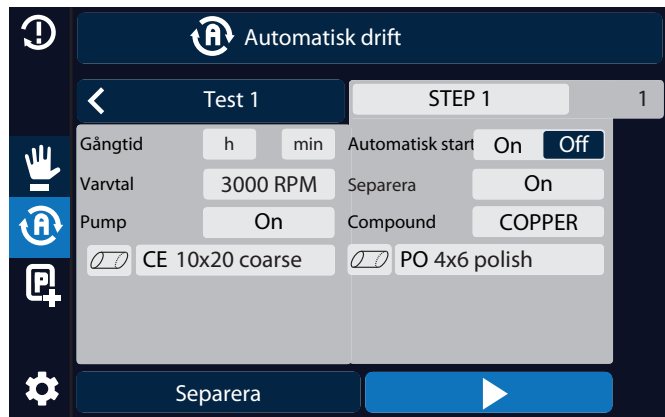 Automatisk drift
Test 1
STEP 1
1
Gångtid h min
Automatisk start On Off
Varvtal 3000 RPM
Separera On
Pump On
Compound COPPER
CE 10x20 coarse
PO 4x6 polish
Separera